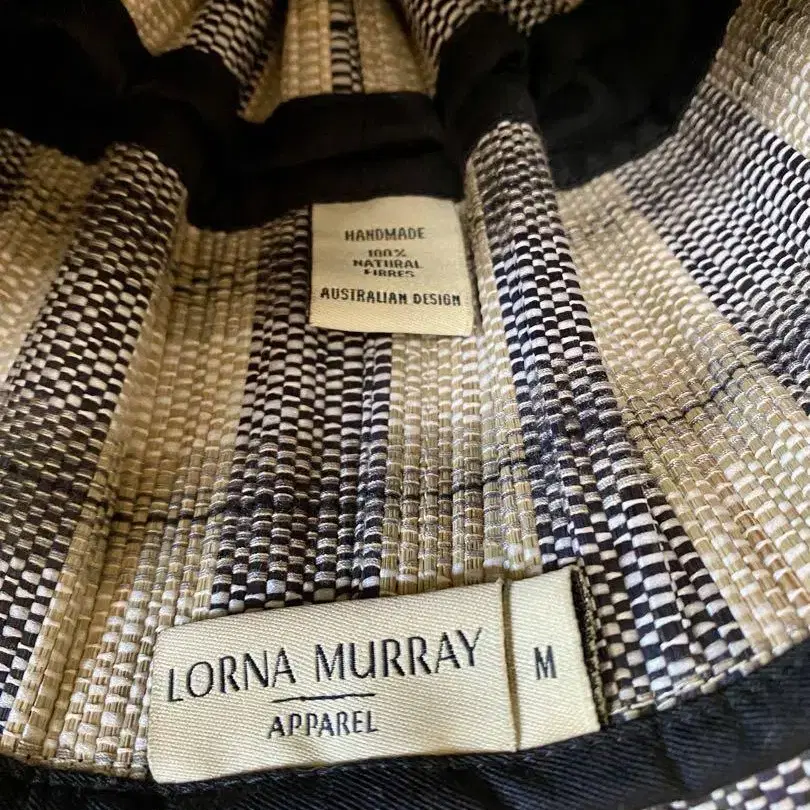 HANDMADE
100%
NATURAL
FIBRES
AUSTRALIAN DESIGN
LORNA MURRAY
APPAREL
M